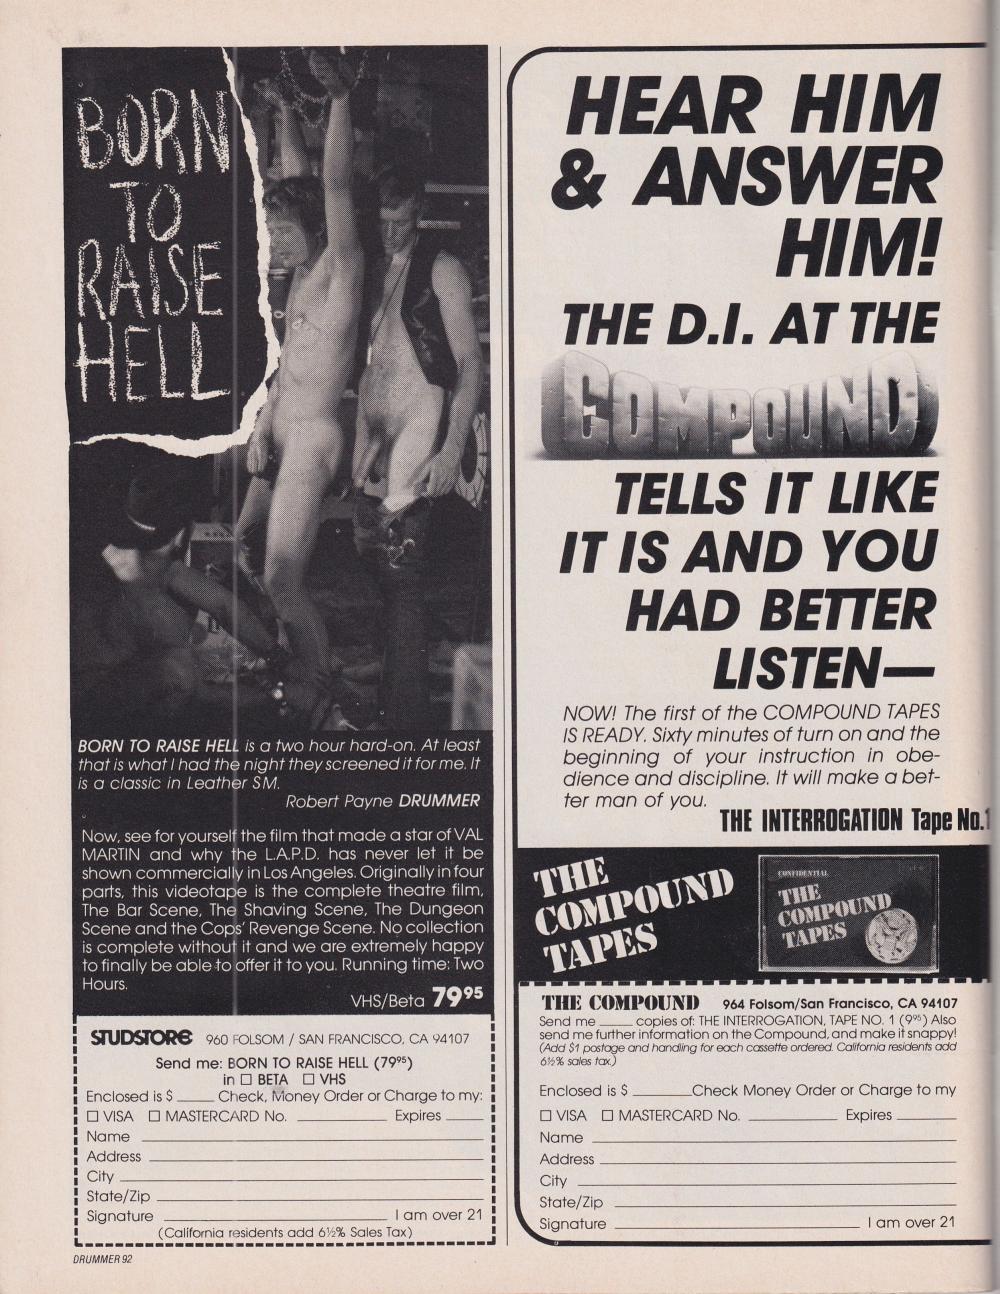 BORN
TO
RAISE
HELL
BORN TO RAISE HELL is a two hour hard-on. At least
that is what I had the night they screened it for me. It
is a classic in Leather SM.
Robert Payne DRUMMER
Now, see for yourself the film that made a star of VAL
MARTIN and why the L.A.P.D. has never let it be
shown commercially in Los Angeles. Originally in four
parts, this videotape is the complete theatre film,
The Bar Scene, The Shaving Scene, The Dungeon
Scene and the Cops' Revenge Scene. No collection
is complete without it and we are extremely happy
to finally be able to offer it to you. Running time: Two
Hours.
VHS/Beta 79⁹⁵
STUDSTORE 960 FOLSOM / SAN FRANCISCO, CA 94107
Send me: BORN TO RAISE HELL (79⁹⁵)
in ☐ BETA ☐ VHS
Enclosed is $ ____ Check, Money Order or Charge to my:
☐ VISA ☐ MASTERCARD No. ____ Expires ____
Name
Address
City
State/Zip
Signature ____ I am over 21
(California residents add 6½% Sales Tax)
DRUMMER 92
HEAR HIM
& ANSWER
HIM!
THE D.I. AT THE
COMPOUND
TELLS IT LIKE
IT IS AND YOU
HAD BETTER
LISTEN—
NOW! The first of the COMPOUND TAPES
IS READY. Sixty minutes of turn on and the
beginning of your instruction in obe-
dience and discipline. It will make a bet-
ter man of you.
THE INTERROGATION Tape No.1
THE
COMPOUND
TAPES
CONFIDENTIAL
THE
COMPOUND
TAPES
THE COMPOUND 964 Folsom/San Francisco, CA 94107
Send me ____ copies of: THE INTERROGATION, TAPE NO. 1 (9⁹⁵) Also
send me further information on the Compound, and make it snappy!
(Add $1 postage and handling for each cassette ordered. California residents add
6½% sales tax.)
Enclosed is $ ____ Check Money Order or Charge to my
☐ VISA ☐ MASTERCARD No. ____ Expires ____
Name
Address
City
State/Zip
Signature ____ I am over 21